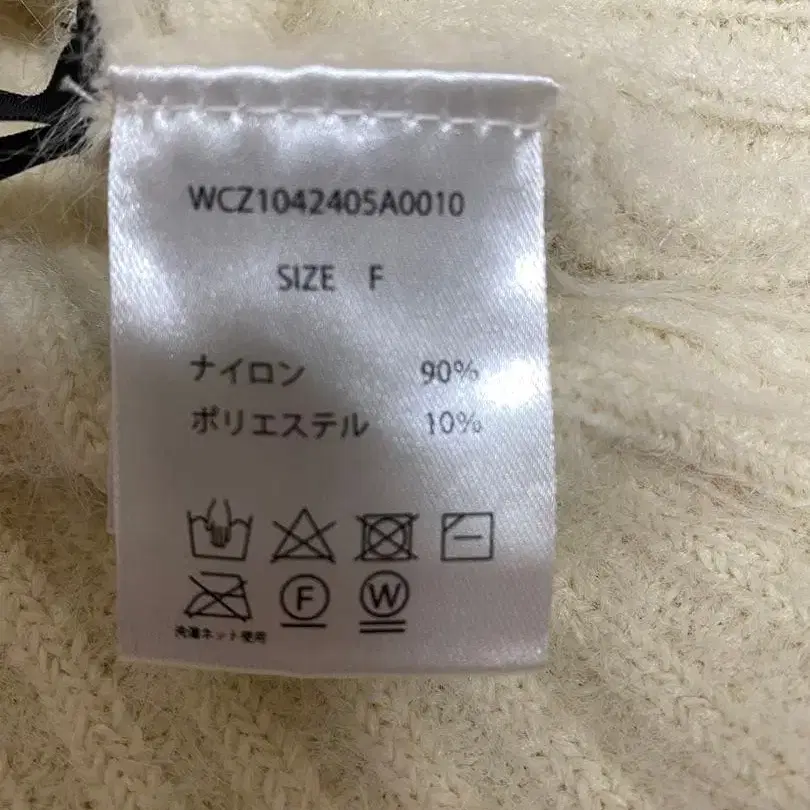 WCZ1042405A0010
SIZE F
ナイロン 90%
ポリエステル 10%
F W
洗濯ネット使用